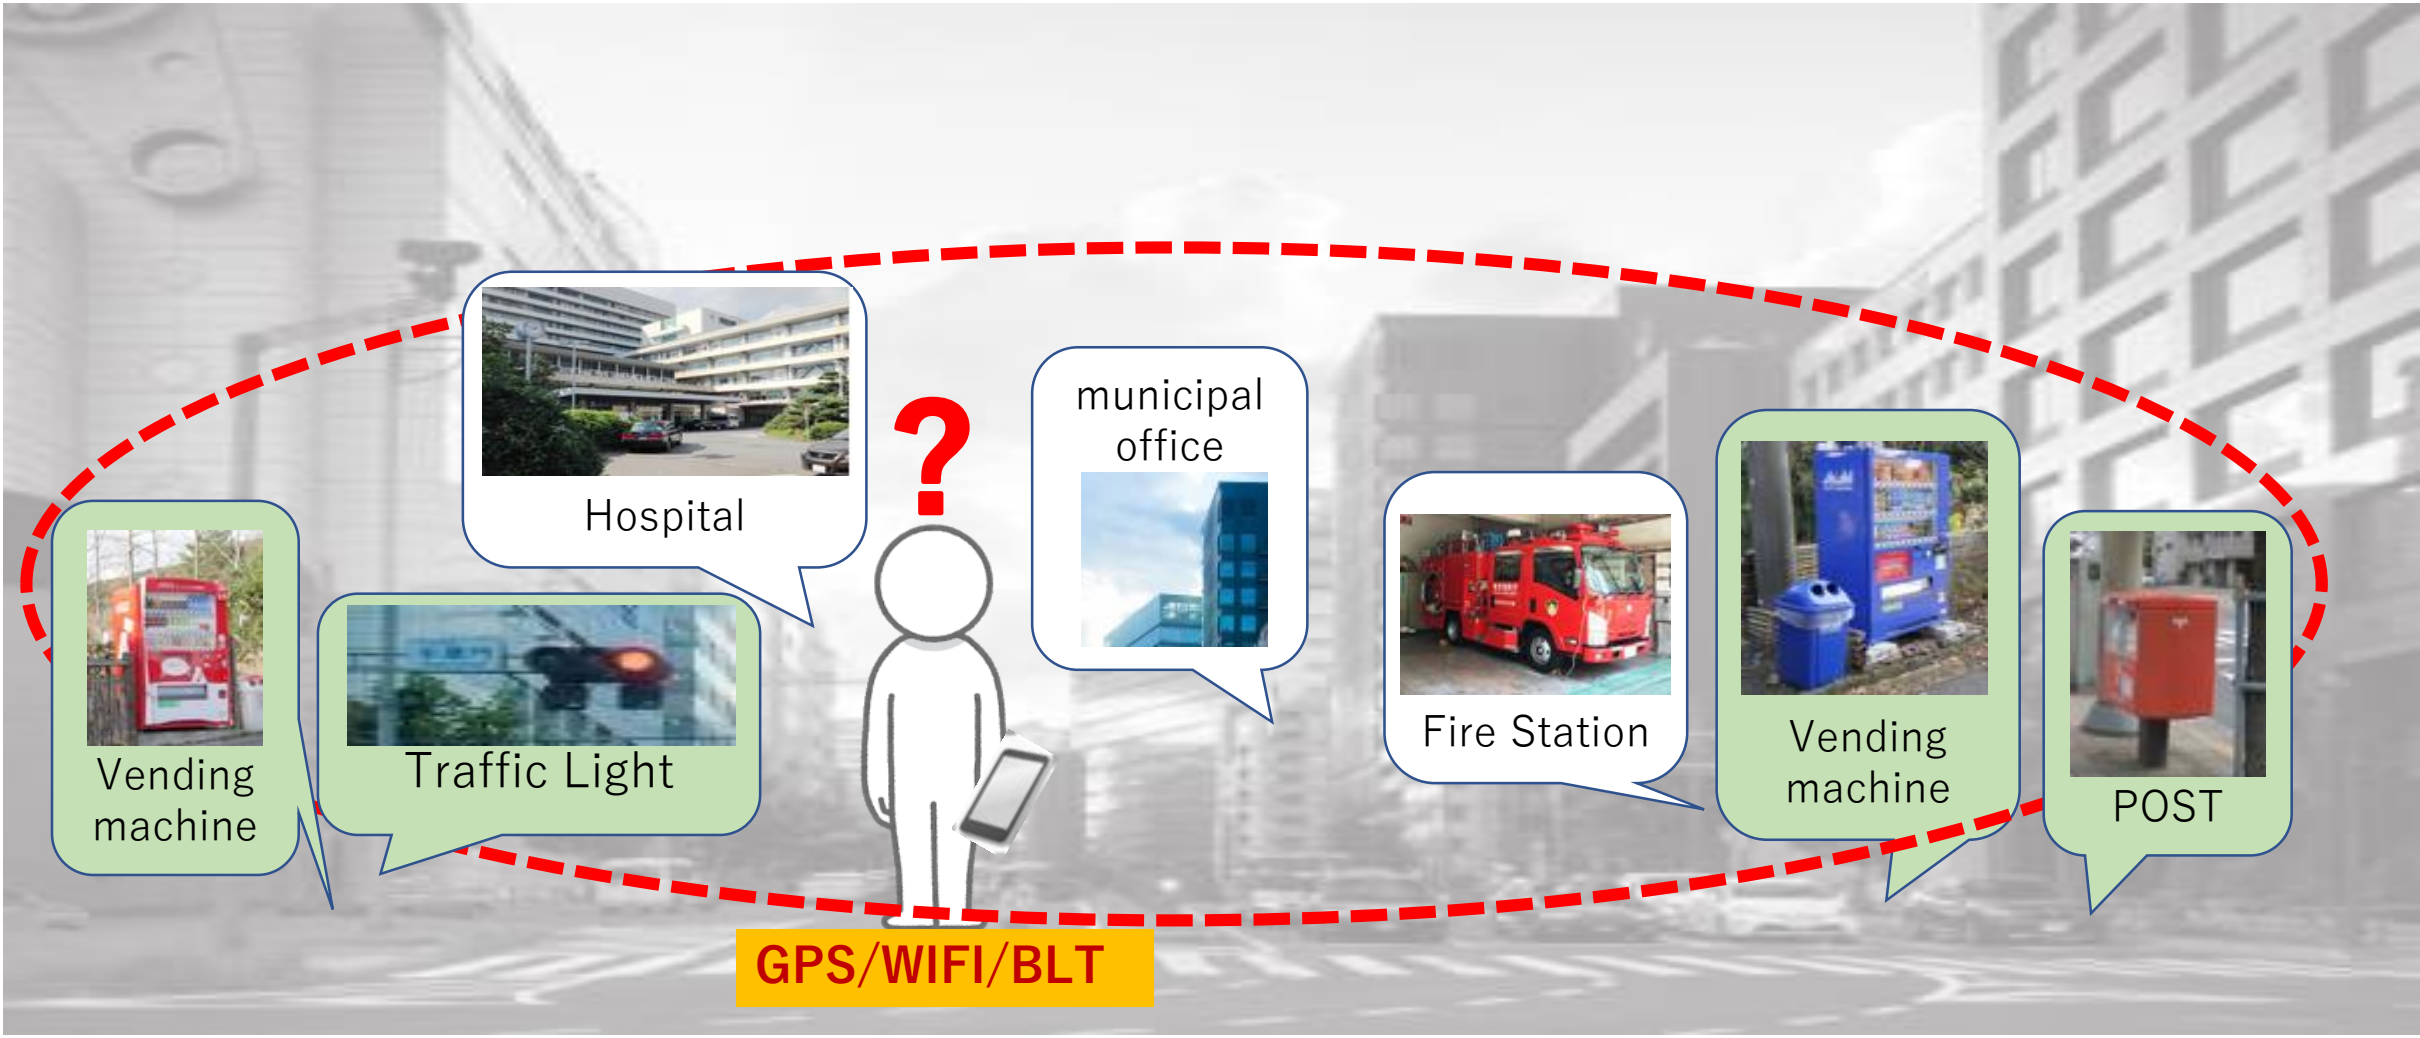 Hospital
?
municipal
office
Fire Station
Vending
machine
Traffic Light
Vending
machine
POST
GPS/WIFI/BLT